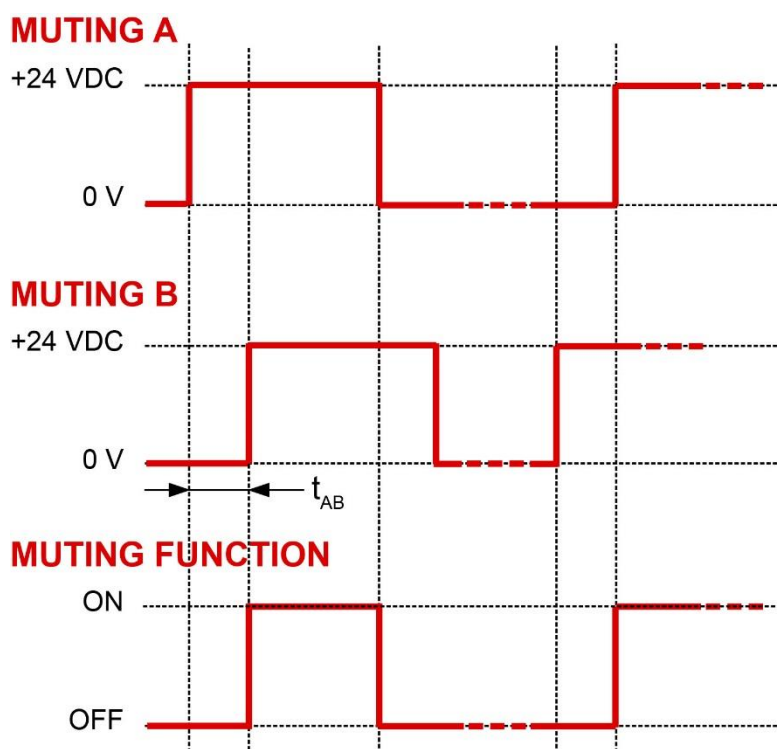 MUTING A
+24 VDC
0 V
MUTING B
+24 VDC
0 V
tAB
MUTING FUNCTION
ON
OFF